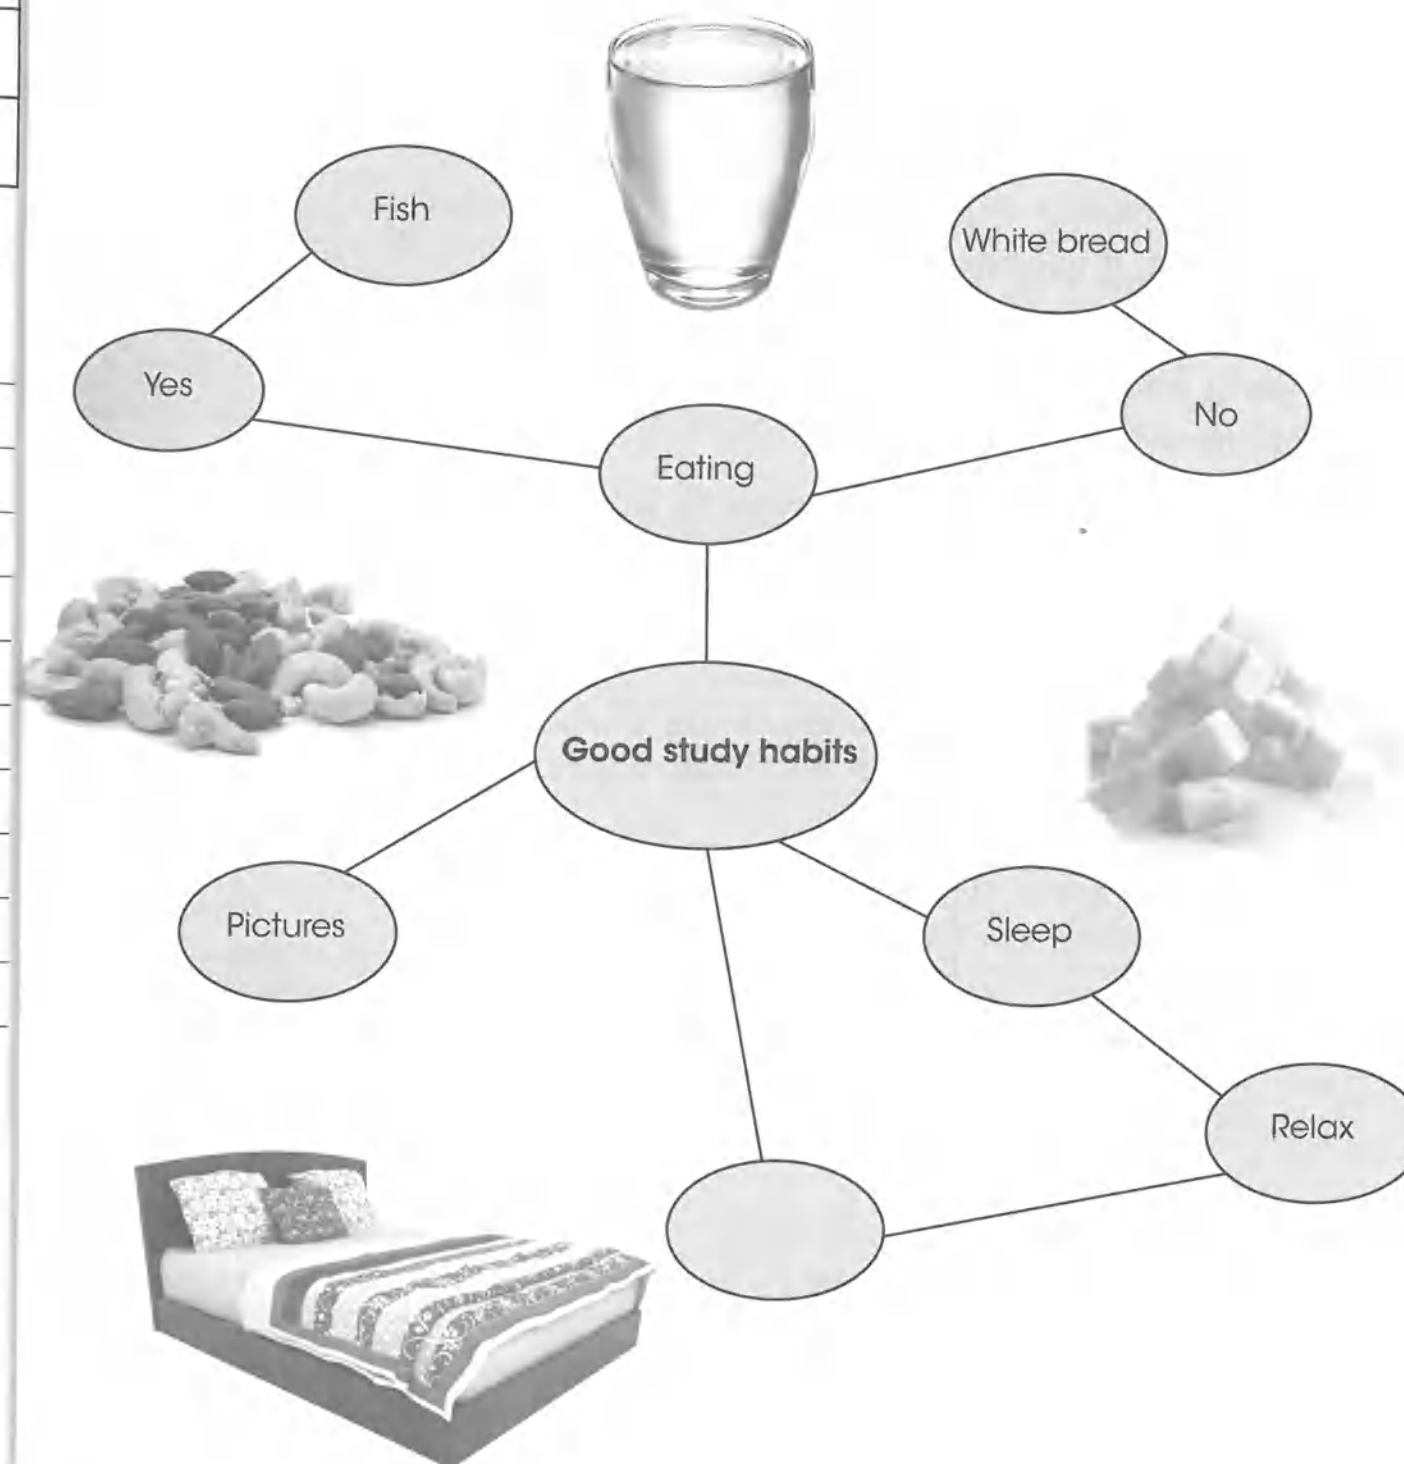 Fish
White bread
Yes
No
Eating
Good study habits
Pictures
Sleep
Relax